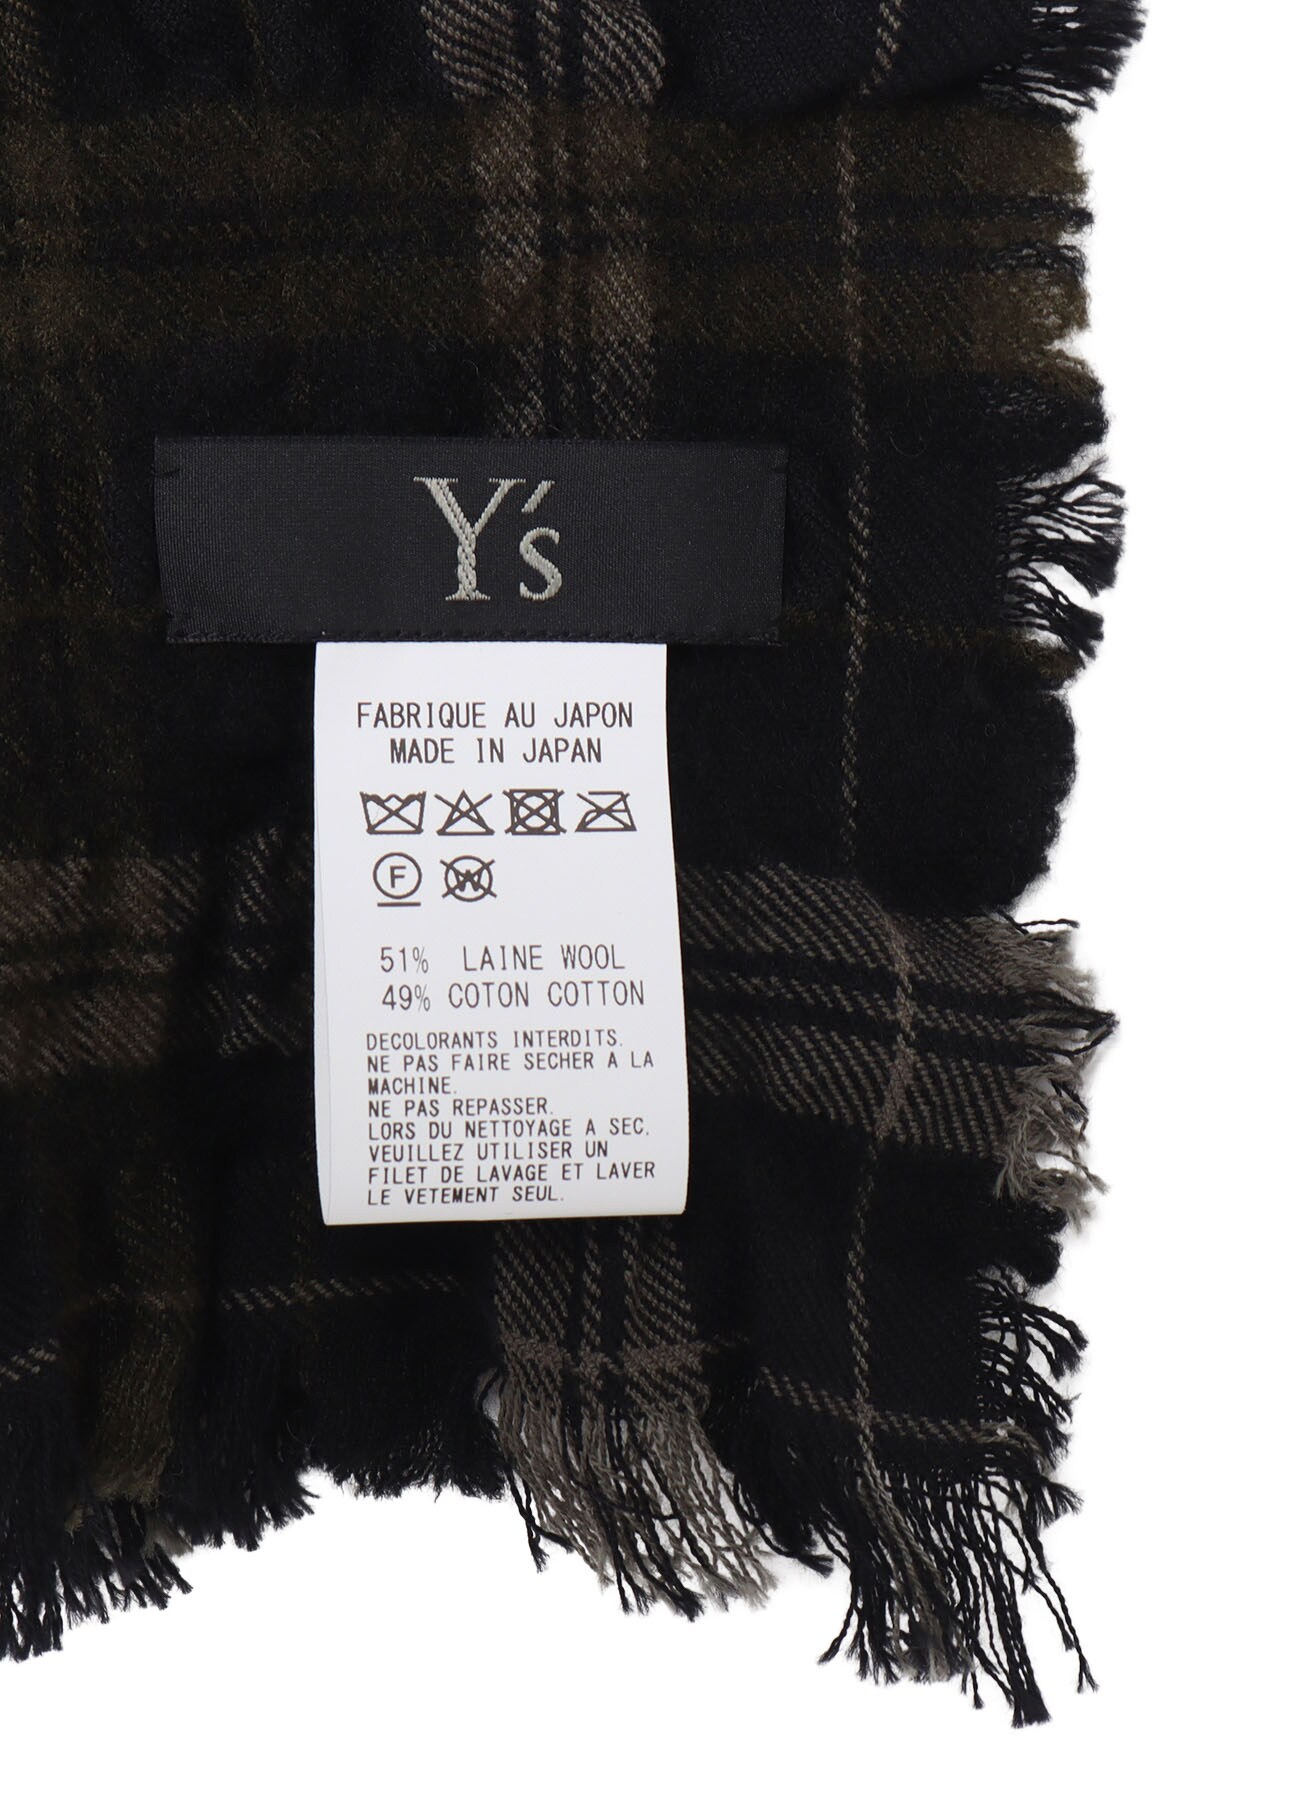 Y's
FABRIQUE AU JAPON
MADE IN JAPAN
F W
51% LAINE WOOL
49% COTON COTTON
DECOLORANTS INTERDITS.
NE PAS FAIRE SECHER A LA
MACHINE.
NE PAS REPASSER.
LORS DU NETTOYAGE A SEC,
VEUILLEZ UTILISER UN
FILET DE LAVAGE ET LAVER
LE VETEMENT SEUL.